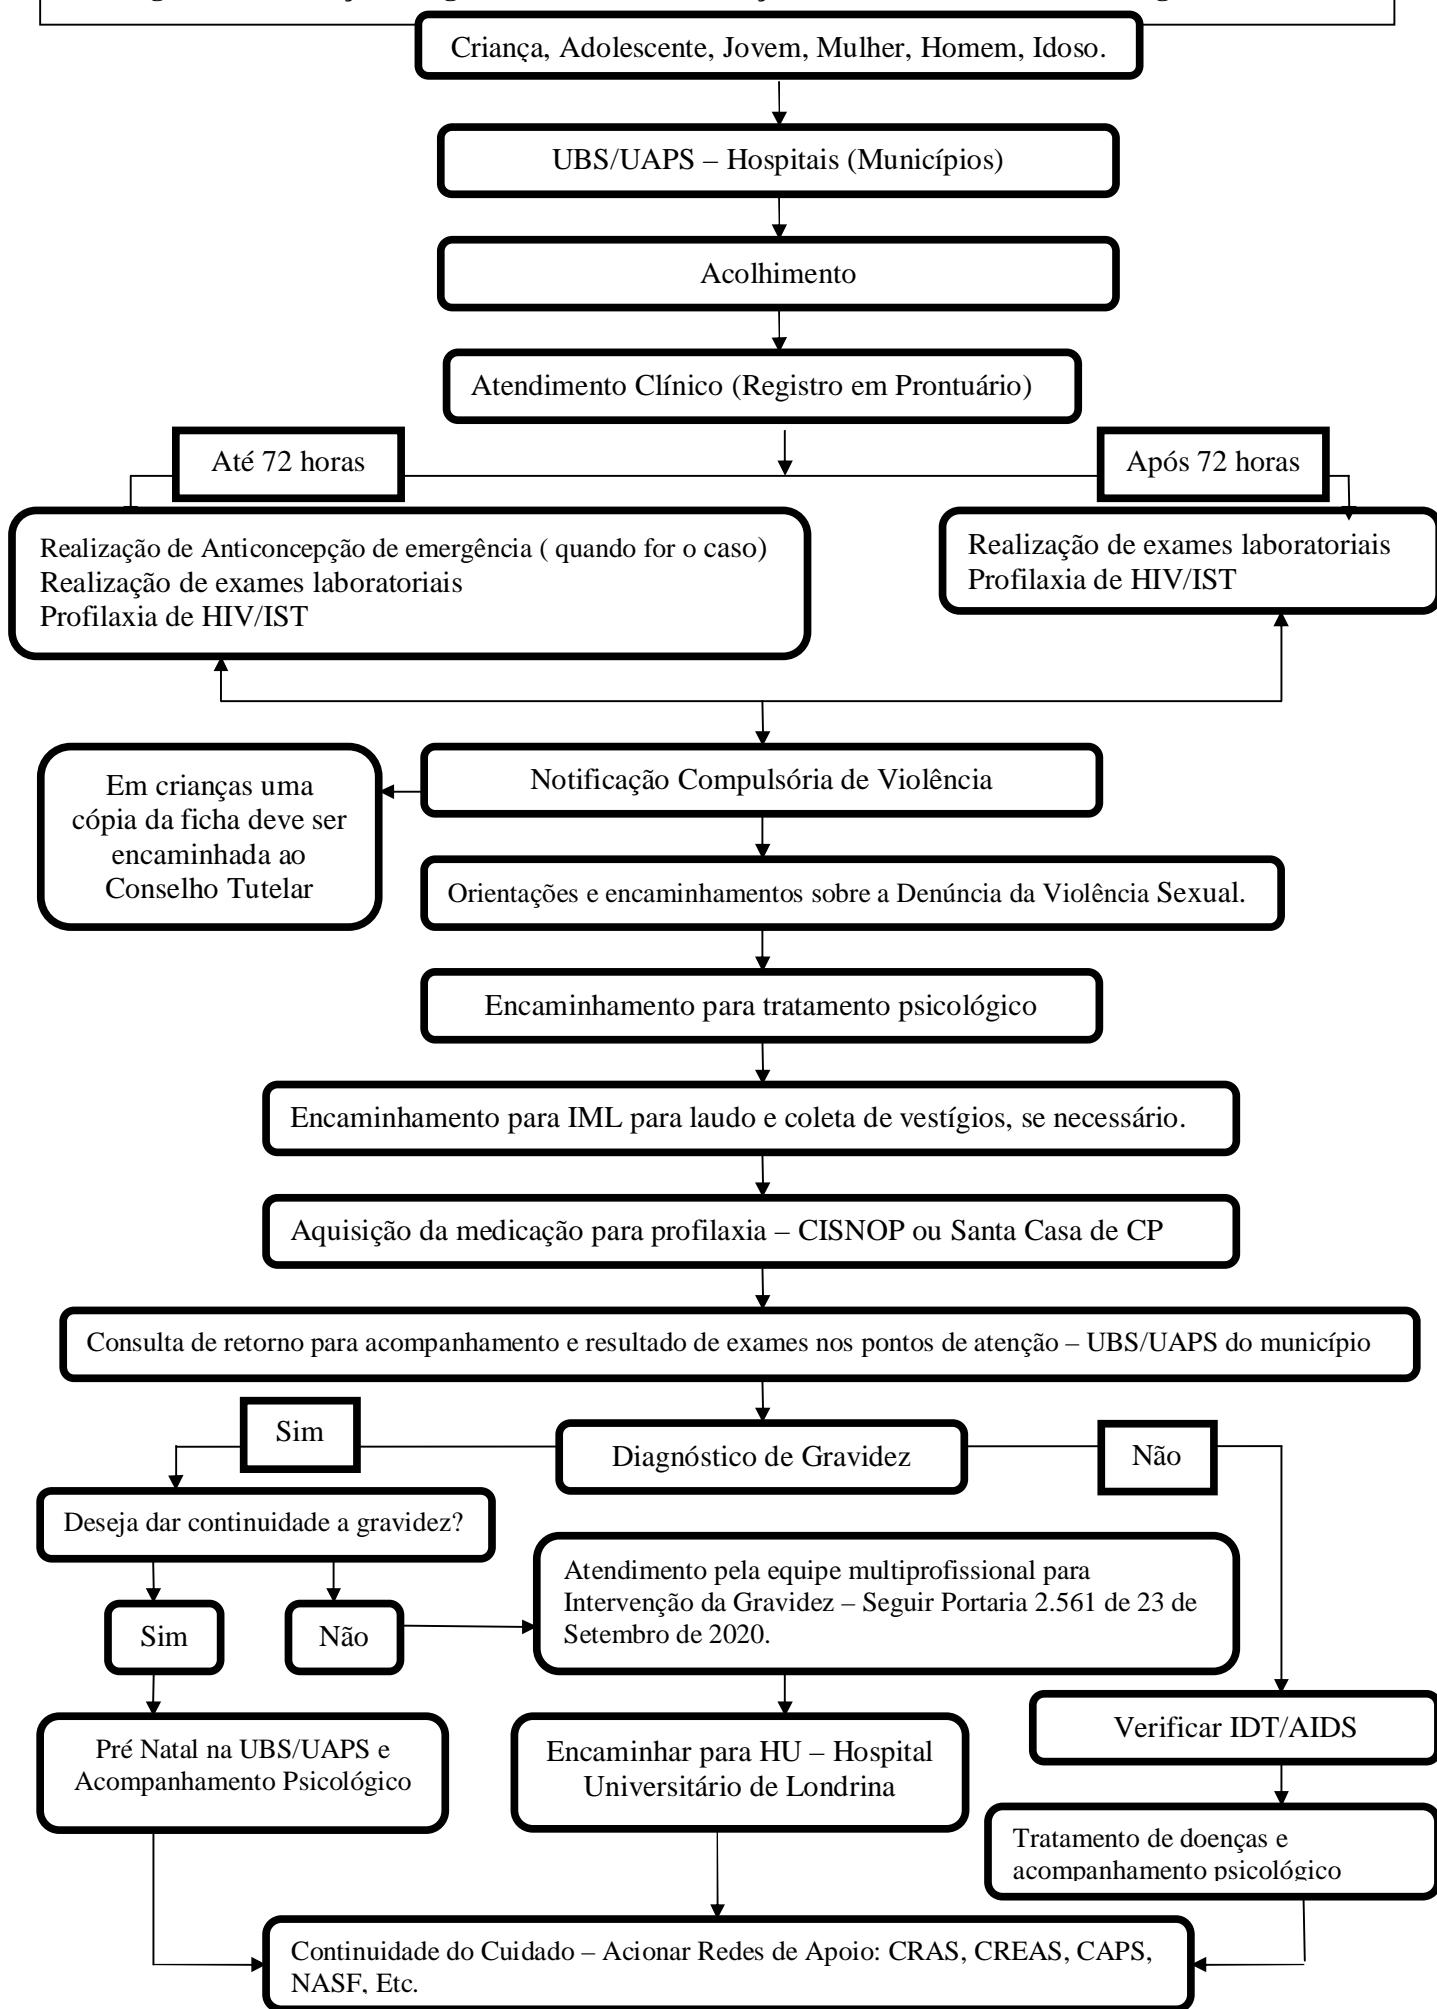 Criança, Adolescente, Jovem, Mulher, Homem, Idoso.
UBS/UAPS – Hospitais (Municípios)
Acolhimento
Atendimento Clínico (Registro em Prontuário)
Até 72 horas
Após 72 horas
Realização de Anticoncepção de emergência ( quando for o caso)
Realização de exames laboratoriais
Profilaxia de HIV/IST
Realização de exames laboratoriais
Profilaxia de HIV/IST
Notificação Compulsória de Violência
Em crianças uma
cópia da ficha deve ser
encaminhada ao
Conselho Tutelar
Orientações e encaminhamentos sobre a Denúncia da Violência Sexual.
Encaminhamento para tratamento psicológico
Encaminhamento para IML para laudo e coleta de vestígios, se necessário.
Aquisição da medicação para profilaxia – CISNOP ou Santa Casa de CP
Consulta de retorno para acompanhamento e resultado de exames nos pontos de atenção – UBS/UAPS do município
Sim
Diagnóstico de Gravidez
Não
Deseja dar continuidade a gravidez?
Atendimento pela equipe multiprofissional para
Intervenção da Gravidez – Seguir Portaria 2.561 de 23 de
Setembro de 2020.
Sim
Não
Pré Natal na UBS/UAPS e
Acompanhamento Psicológico
Encaminhar para HU – Hospital
Universitário de Londrina
Verificar IDT/AIDS
Tratamento de doenças e
acompanhamento psicológico
Continuidade do Cuidado – Acionar Redes de Apoio: CRAS, CREAS, CAPS,
NASF, Etc.